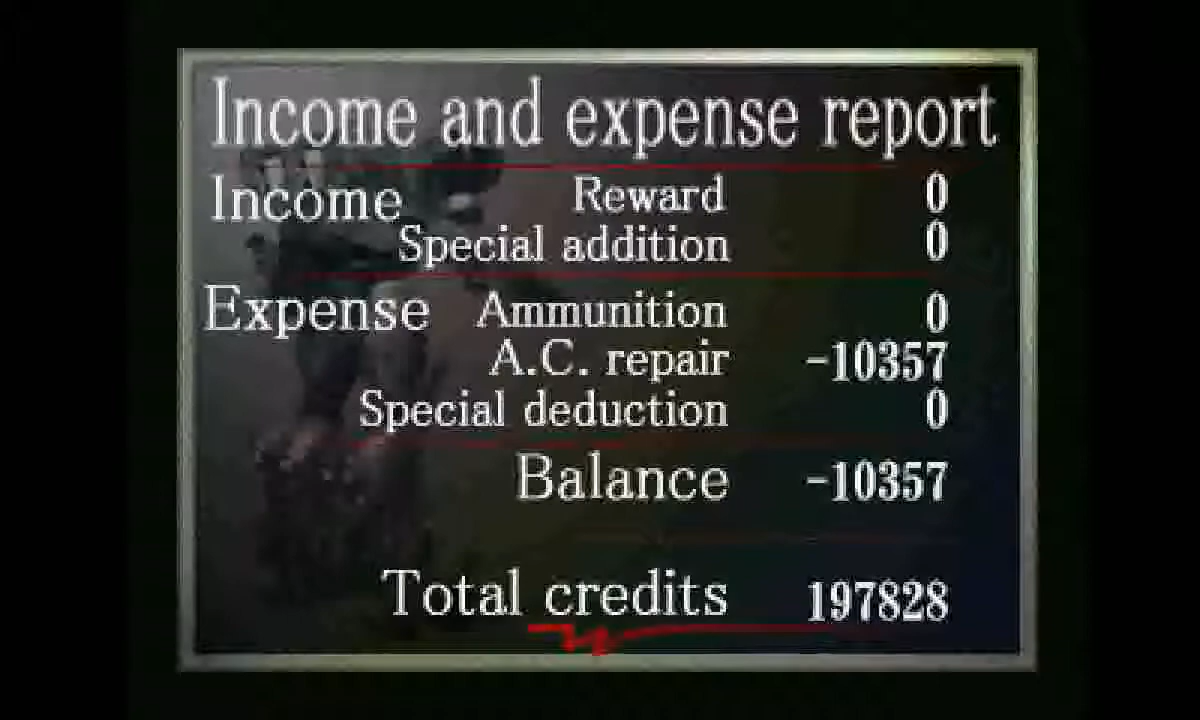 Income and expense report
Income Reward 0
Special addition 0
Expense Ammunition 0
A.C. repair -10357
Special deduction 0
Balance -10357
Total credits 197828